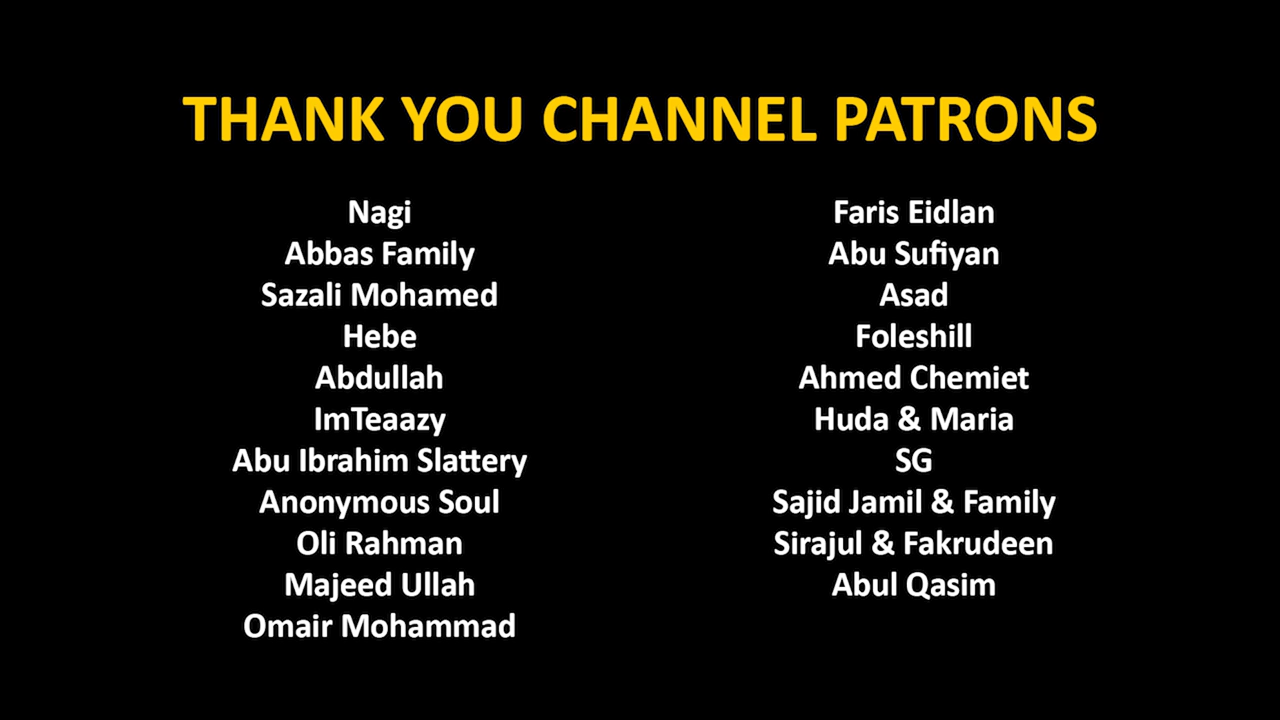 THANK YOU CHANNEL PATRONS
Nagi
Abbas Family
Sazali Mohamed
Hebe
Abdullah
ImTeaazy
Abu Ibrahim Slattery
Anonymous Soul
Oli Rahman
Majeed Ullah
Omair Mohammad
Faris Eidlan
Abu Sufiyan
Asad
Foleshill
Ahmed Chemiet
Huda & Maria
SG
Sajid Jamil & Family
Sirajul & Fakrudeen
Abul Qasim